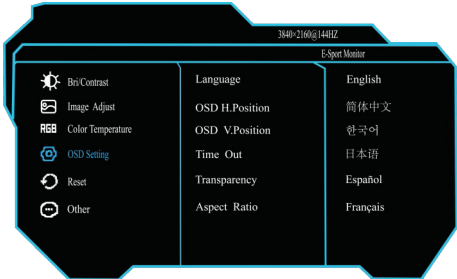 3840×2160@144HZ
E-Sport Monitor
Bri/Contrast
Image Adjust
RGB Color Temperature
OSD Setting
Reset
Other
Language
OSD H.Position
OSD V.Position
Time Out
Transparency
Aspect Ratio
English
简体中文
한국어
日本语
Español
Français